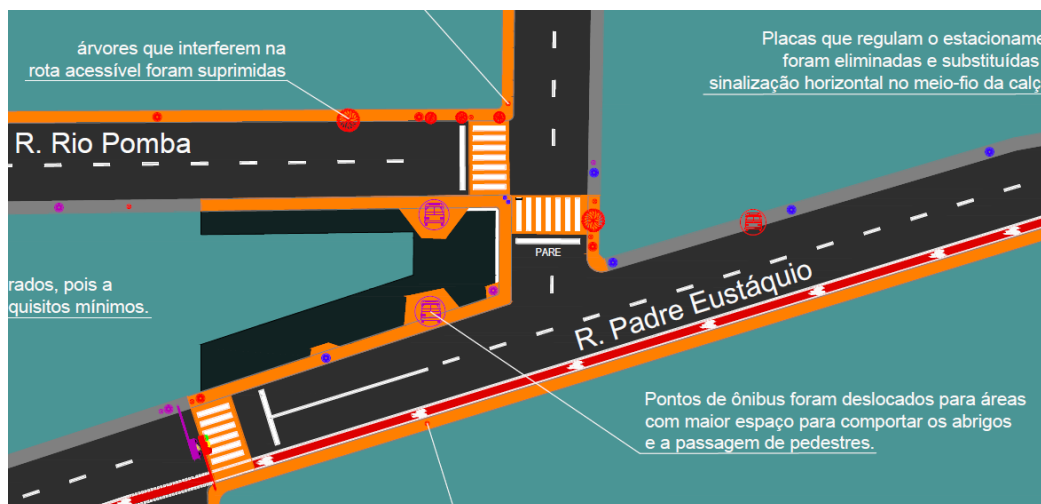 árvores que interferem na
rota acessível foram suprimidas
Placas que regulam o estacioname
foram eliminadas e substituídas
sinalização horizontal no meio-fio da calç
R. Rio Pomba
PARE
rados, pois a
quisitos mínimos.
R. Padre Eustáquio
Pontos de ônibus foram deslocados para áreas
com maior espaço para comportar os abrigos
e a passagem de pedestres.